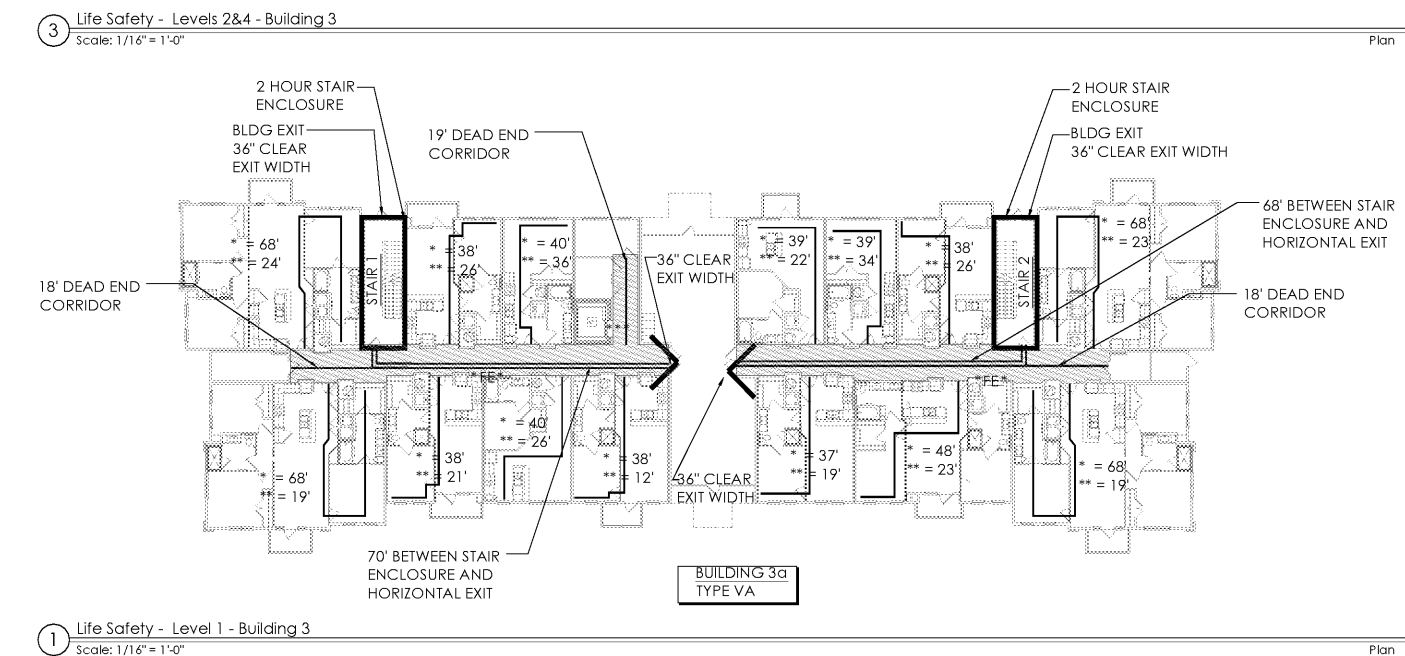 3
Life Safety - Levels 2&4 - Building 3
Scale: 1/16" = 1'-0"
Plan
2 HOUR STAIR
ENCLOSURE
BLDG EXIT
36" CLEAR
EXIT WIDTH
19' DEAD END
CORRIDOR
2 HOUR STAIR
ENCLOSURE
BLDG EXIT
36" CLEAR EXIT WIDTH
68' BETWEEN STAIR
ENCLOSURE AND
HORIZONTAL EXIT
18' DEAD END
CORRIDOR
18' DEAD END
CORRIDOR
* = 68'
** = 24'
STAIR 1
* = 38'
** = 26'
* = 40'
** = 36'
36" CLEAR
EXIT WIDTH
* = 39'
** = 22'
* = 39'
** = 34'
* = 38'
** = 26'
STAIR 2
* = 68'
** = 23'
***
*FE*
*FE*
* = 68'
** = 19'
* = 38'
** = 21'
* = 40'
** = 26'
* = 38'
** = 12'
36" CLEAR
EXIT WIDTH
* = 37'
** = 19'
* = 48'
** = 23'
* = 68'
** = 19'
70' BETWEEN STAIR
ENCLOSURE AND
HORIZONTAL EXIT
BUILDING 3a
TYPE VA
1
Life Safety - Level 1 - Building 3
Scale: 1/16" = 1'-0"
Plan